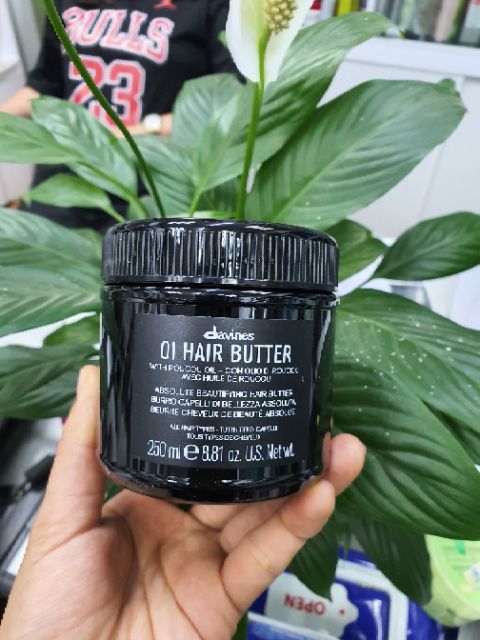 BULLS
23
davines
OI HAIR BUTTER
WITH ROUCOU OIL - CON OLIO DI ROUCOU
AVEC HUILE DE ROUCOU
ABSOLUTE BEAUTIFYING HAIR BUTTER
BURRO CAPELLI DI BELLEZZA ASSOLUTA
BEURRE CHEVEUX DE BEAUTÉ ABSOLUE
ALL HAIR TYPES - TUTTI I TIPI DI CAPELLI
TOUS TYPES DE CHEVEU
250 ml ℮ 8.81 oz. U.S. Net wt.
OPEN